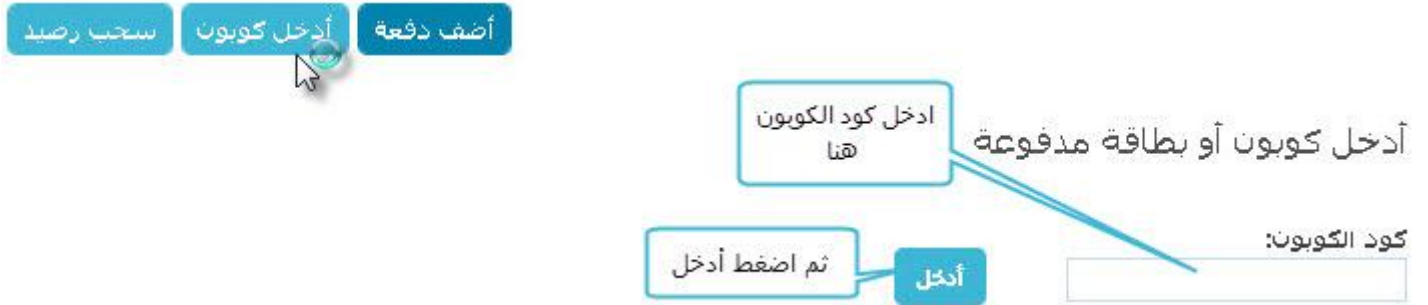 أضف دفعة
أدخل كوبون
سحب رصيد
ادخل كود الكوبون
هنا
أدخل كوبون أو بطاقة مدفوعة
كود الكوبون:
أدخل
ثم اضغط أدخل